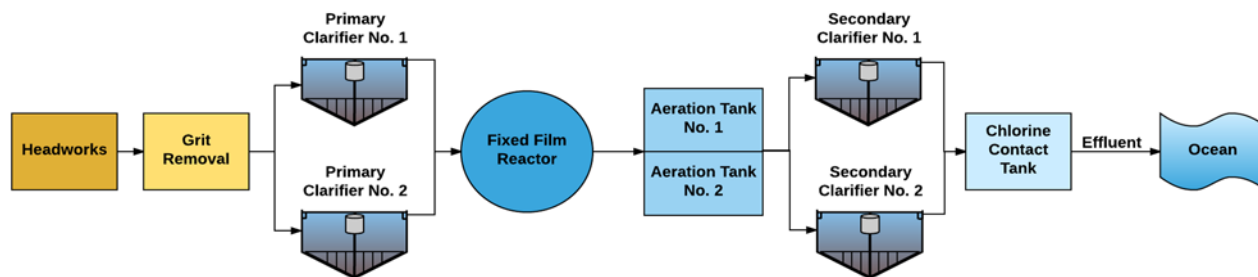 Headworks
Grit
Removal
Primary
Clarifier No. 1
Primary
Clarifier No. 2
Fixed Film
Reactor
Aeration Tank
No. 1
Aeration Tank
No. 2
Secondary
Clarifier No. 1
Secondary
Clarifier No. 2
Chlorine
Contact
Tank
Effluent
Ocean